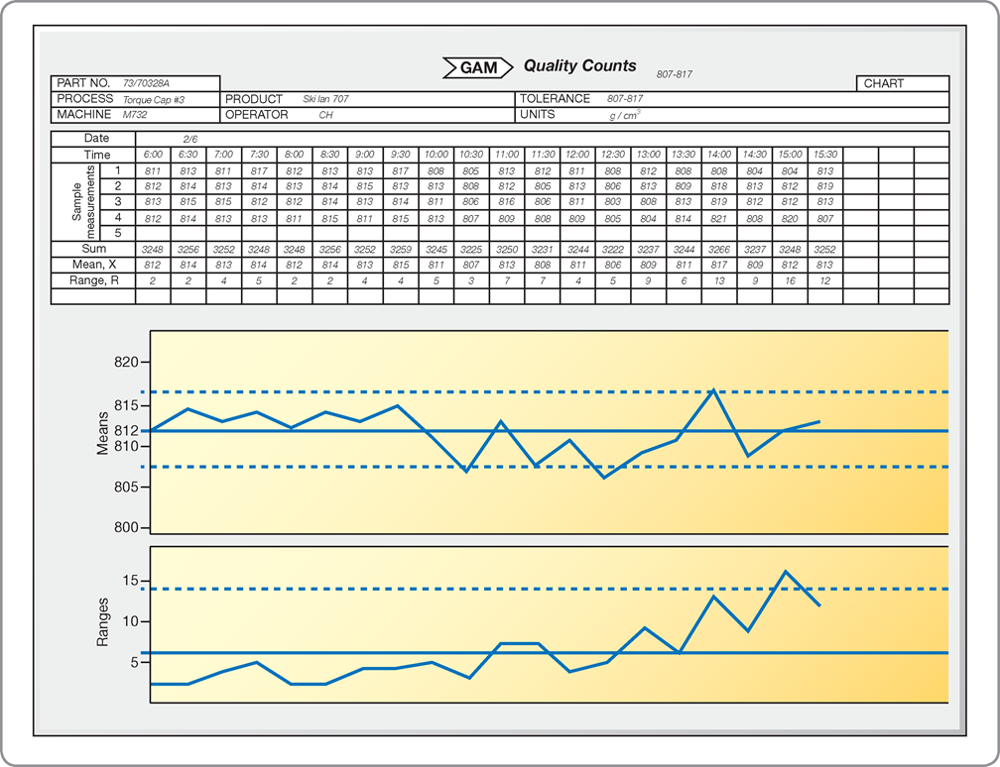 GAM Quality Counts 807-817
PART NO. 73/70328A CHART
PROCESS Torque Cap #3 PRODUCT Ski lan 707 TOLERANCE 807-817
MACHINE M732 OPERATOR CH UNITS g / cm³
Date 2/6
Time 6:00 6:30 7:00 7:30 8:00 8:30 9:00 9:30 10:00 10:30 11:00 11:30 12:00 12:30 13:00 13:30 14:00 14:30 15:00 15:30
Sample measurements
1 811 813 811 817 812 813 813 817 808 805 813 812 811 808 812 808 808 804 804 813
2 812 814 813 814 813 814 815 813 813 808 812 805 813 806 813 809 818 813 812 819
3 813 815 815 812 812 814 813 814 811 806 816 806 811 803 808 813 819 812 812 813
4 812 814 813 813 811 815 811 815 813 807 809 808 809 805 804 814 821 808 820 807
5
Sum 3248 3256 3252 3248 3248 3256 3252 3259 3245 3225 3250 3231 3244 3222 3237 3244 3266 3237 3248 3252
Mean, X 812 814 813 814 812 814 813 815 811 807 813 808 811 806 809 811 817 809 812 813
Range, R 2 2 4 5 2 2 4 4 5 3 7 7 4 5 9 6 13 9 16 12
Means
820
815
812
810
805
800
Ranges
15
10
5